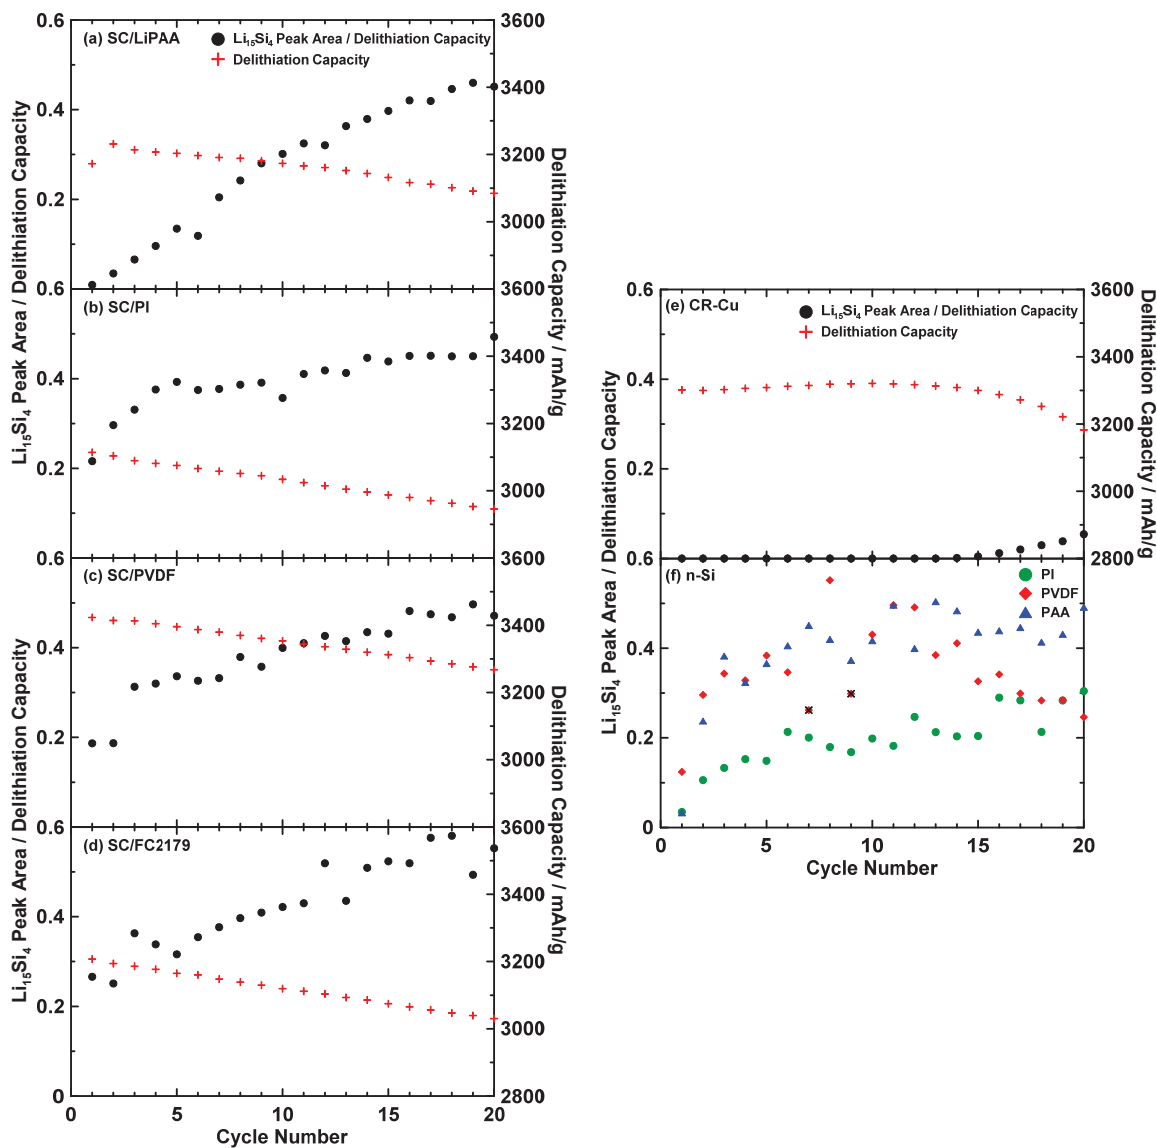 0.6
(a) SC/LiPAA
Li₁₅Si₄ Peak Area / Delithiation Capacity
Delithiation Capacity
3600
3400
0.4
3200
0.2
3000
0.6
3600
(b) SC/PI
3400
0.4
3200
0.2
3000
0.6
3600
(c) SC/PVDF
3400
0.4
3200
0.2
3000
0.6
3600
(d) SC/FC2179
3400
0.4
3200
0.2
3000
0
2800
0
5
10
15
20
Cycle Number
Li₁₅Si₄ Peak Area / Delithiation Capacity
Li₁₅Si₄ Peak Area / Delithiation Capacity
Delithiation Capacity / mAh/g
Delithiation Capacity / mAh/g
0.6
(e) CR-Cu
Li₁₅Si₄ Peak Area / Delithiation Capacity
Delithiation Capacity
3600
3400
0.4
3200
0.2
3000
0.6
2800
(f) n-Si
PI
PVDF
PAA
0.4
0.2
0
0
5
10
15
20
Cycle Number
Li₁₅Si₄ Peak Area / Delithiation Capacity
Delithiation Capacity / mAh/g